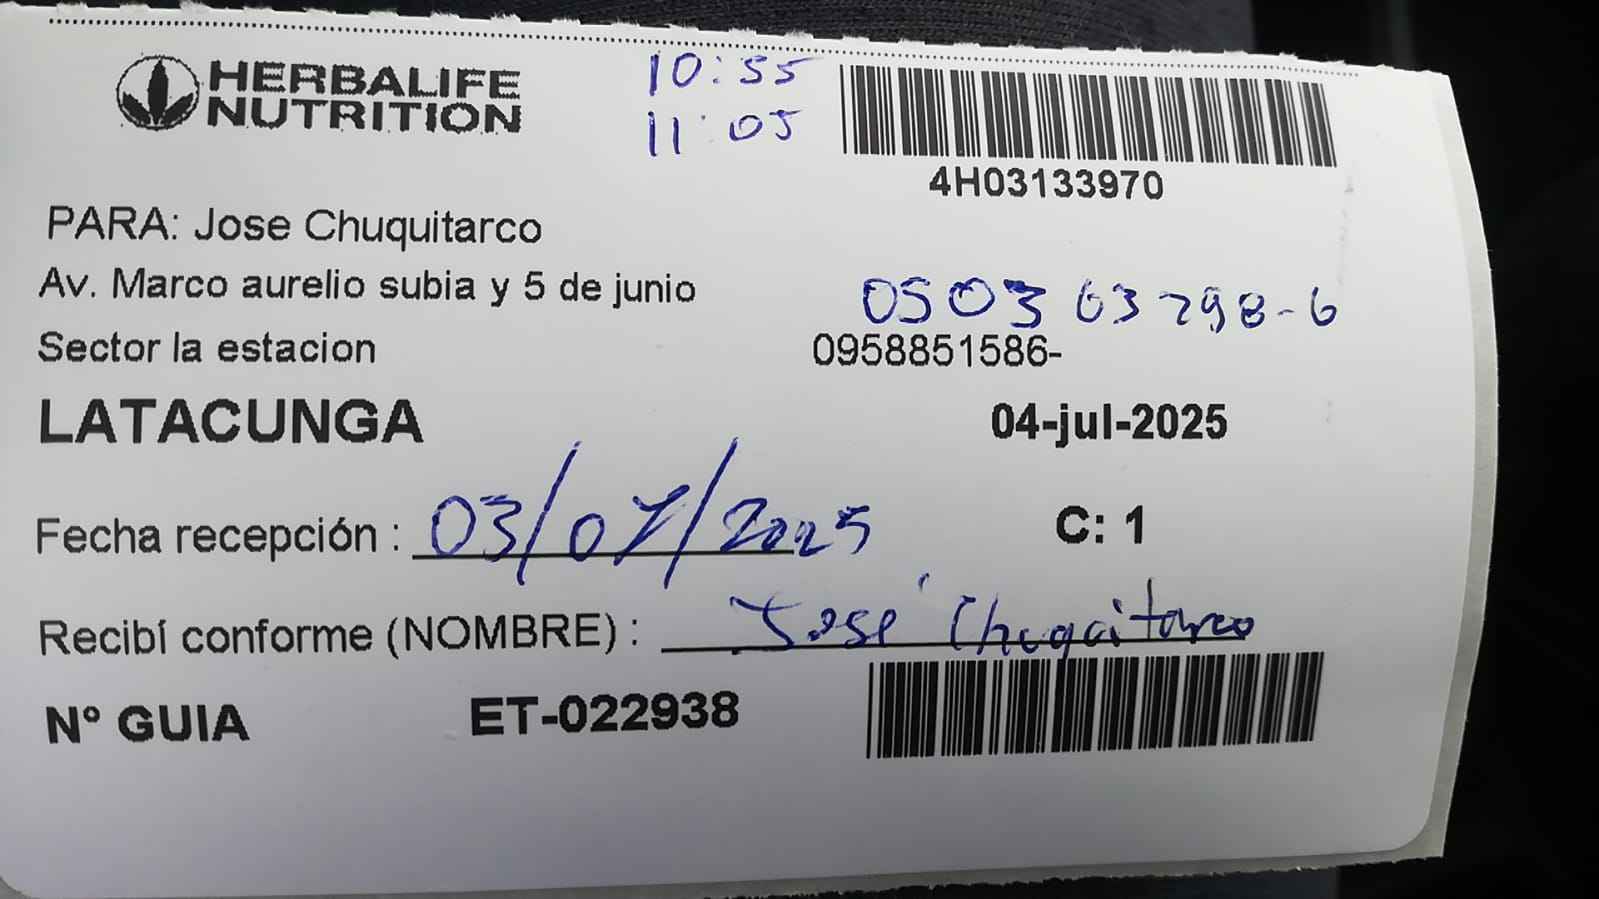 HERBALIFE
NUTRITION
10:55
11:05
4H03133970
PARA: Jose Chuquitarco
Av. Marco aurelio subia y 5 de junio
050363798-6
Sector la estacion
0958851586-
LATACUNGA
04-jul-2025
Fecha recepción : 03/07/2025
C: 1
Recibí conforme (NOMBRE) : José Chuquitarco
Nº GUIA ET-022938